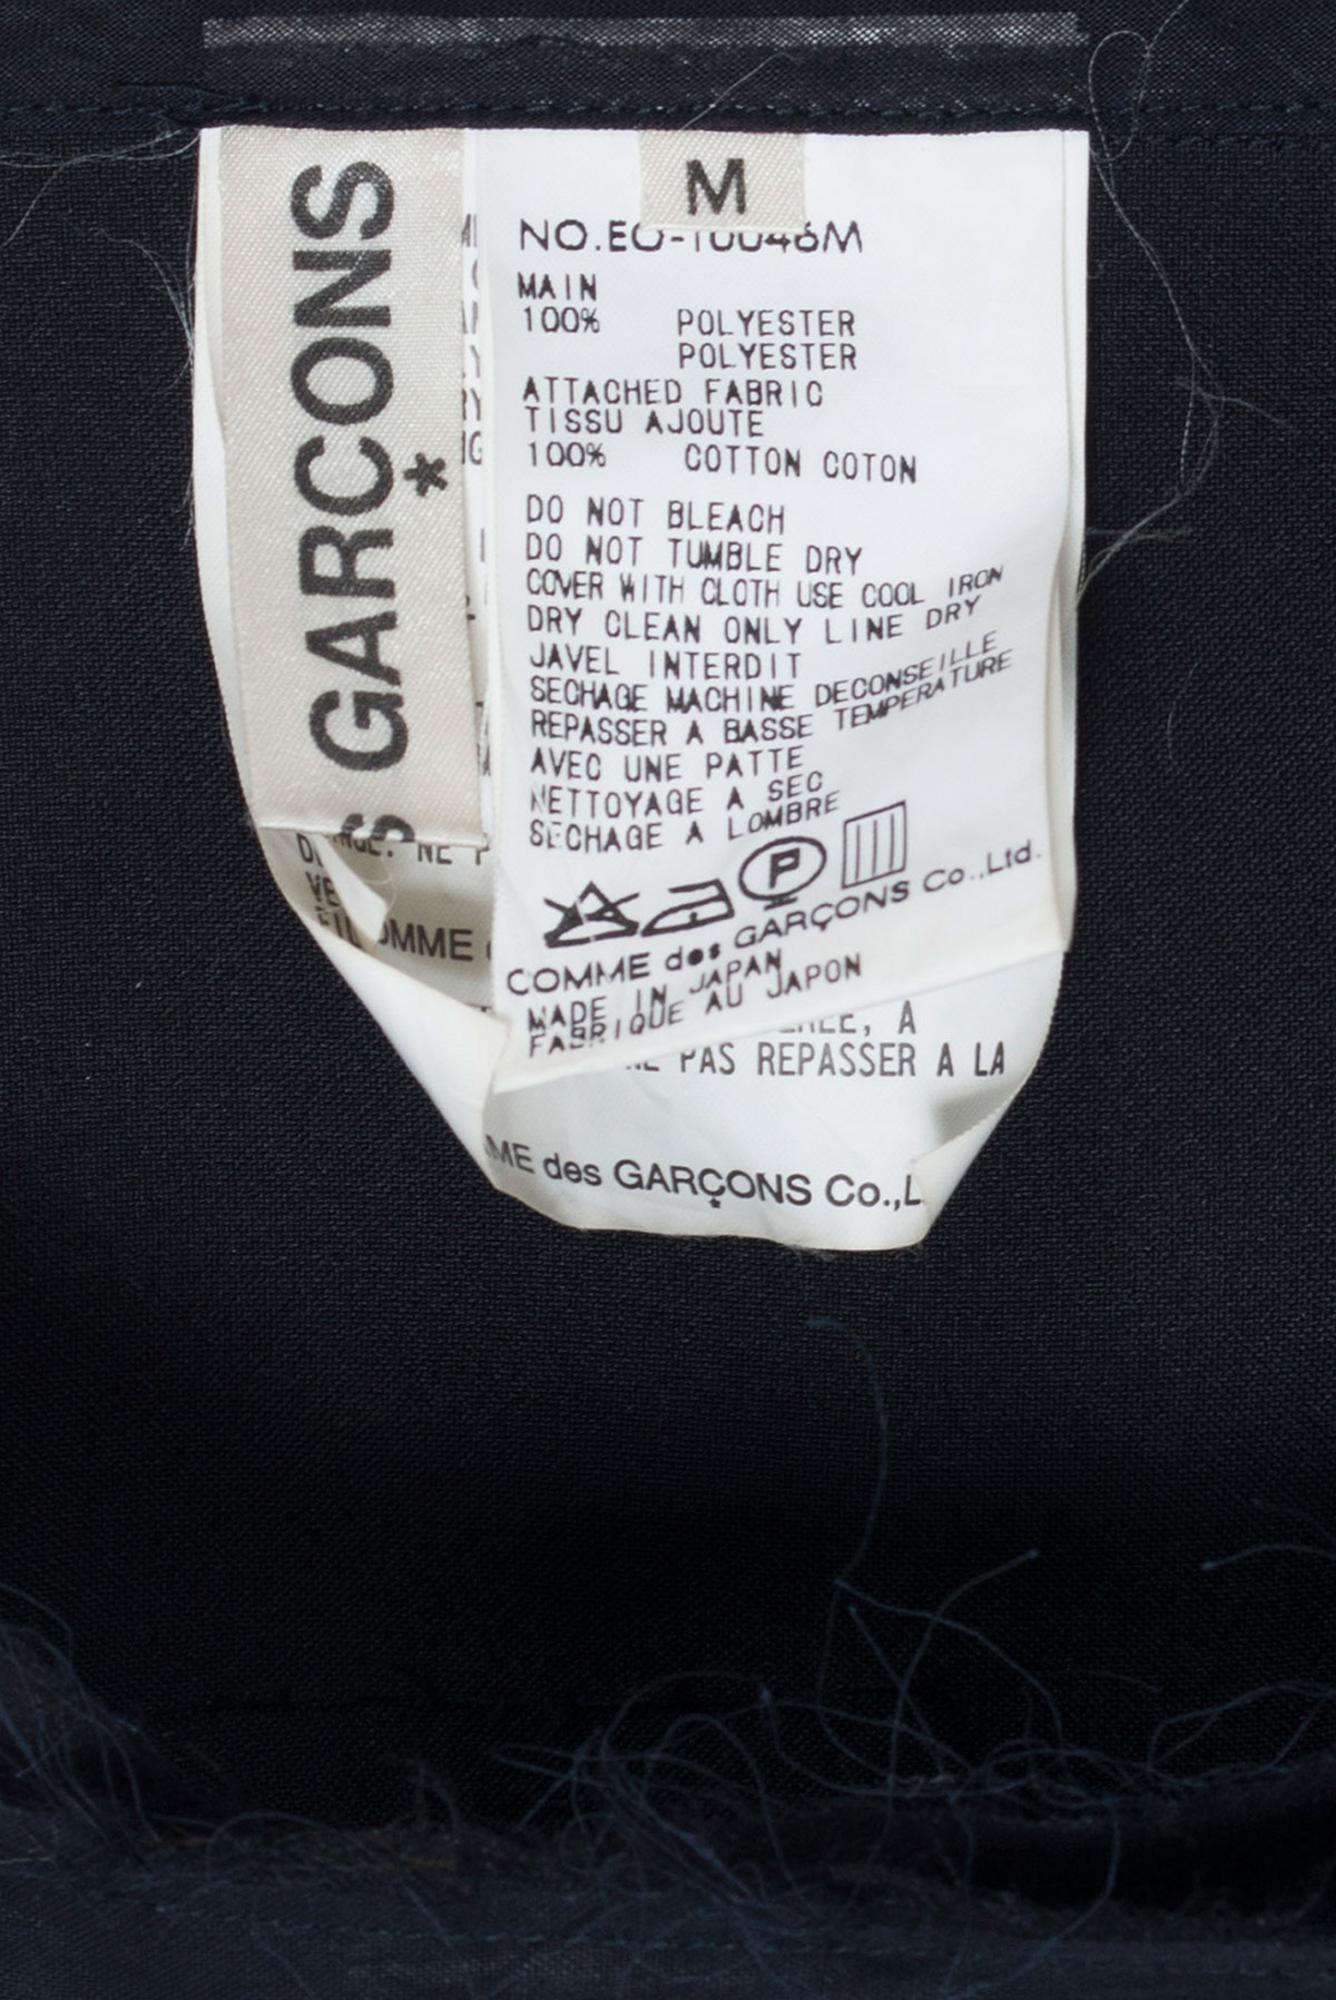 S GARÇONS
M
MAIN
100% POLYESTER
POLYESTER
ATTACHED FABRIC
TISSU AJOUTE
100% COTTON COTON
DO NOT BLEACH
DO NOT TUMBLE DRY
COVER WITH CLOTH USE COOL IRON
DRY CLEAN ONLY LINE DRY
JAVEL INTERDIT
SECHAGE MACHINE DECONSEILLE
REPASSER A BASSE TEMPERATURE
AVEC UNE PATTE
NETTOYAGE A SEC
SECHAGE A LOMBRE
P
COMME des GARÇONS Co.,Ltd.
MADE IN JAPAN
FABRIQUE AU JAPON
, A
PAS REPASSER A LA
ME des GARÇONS Co.,L
NE P
OMME